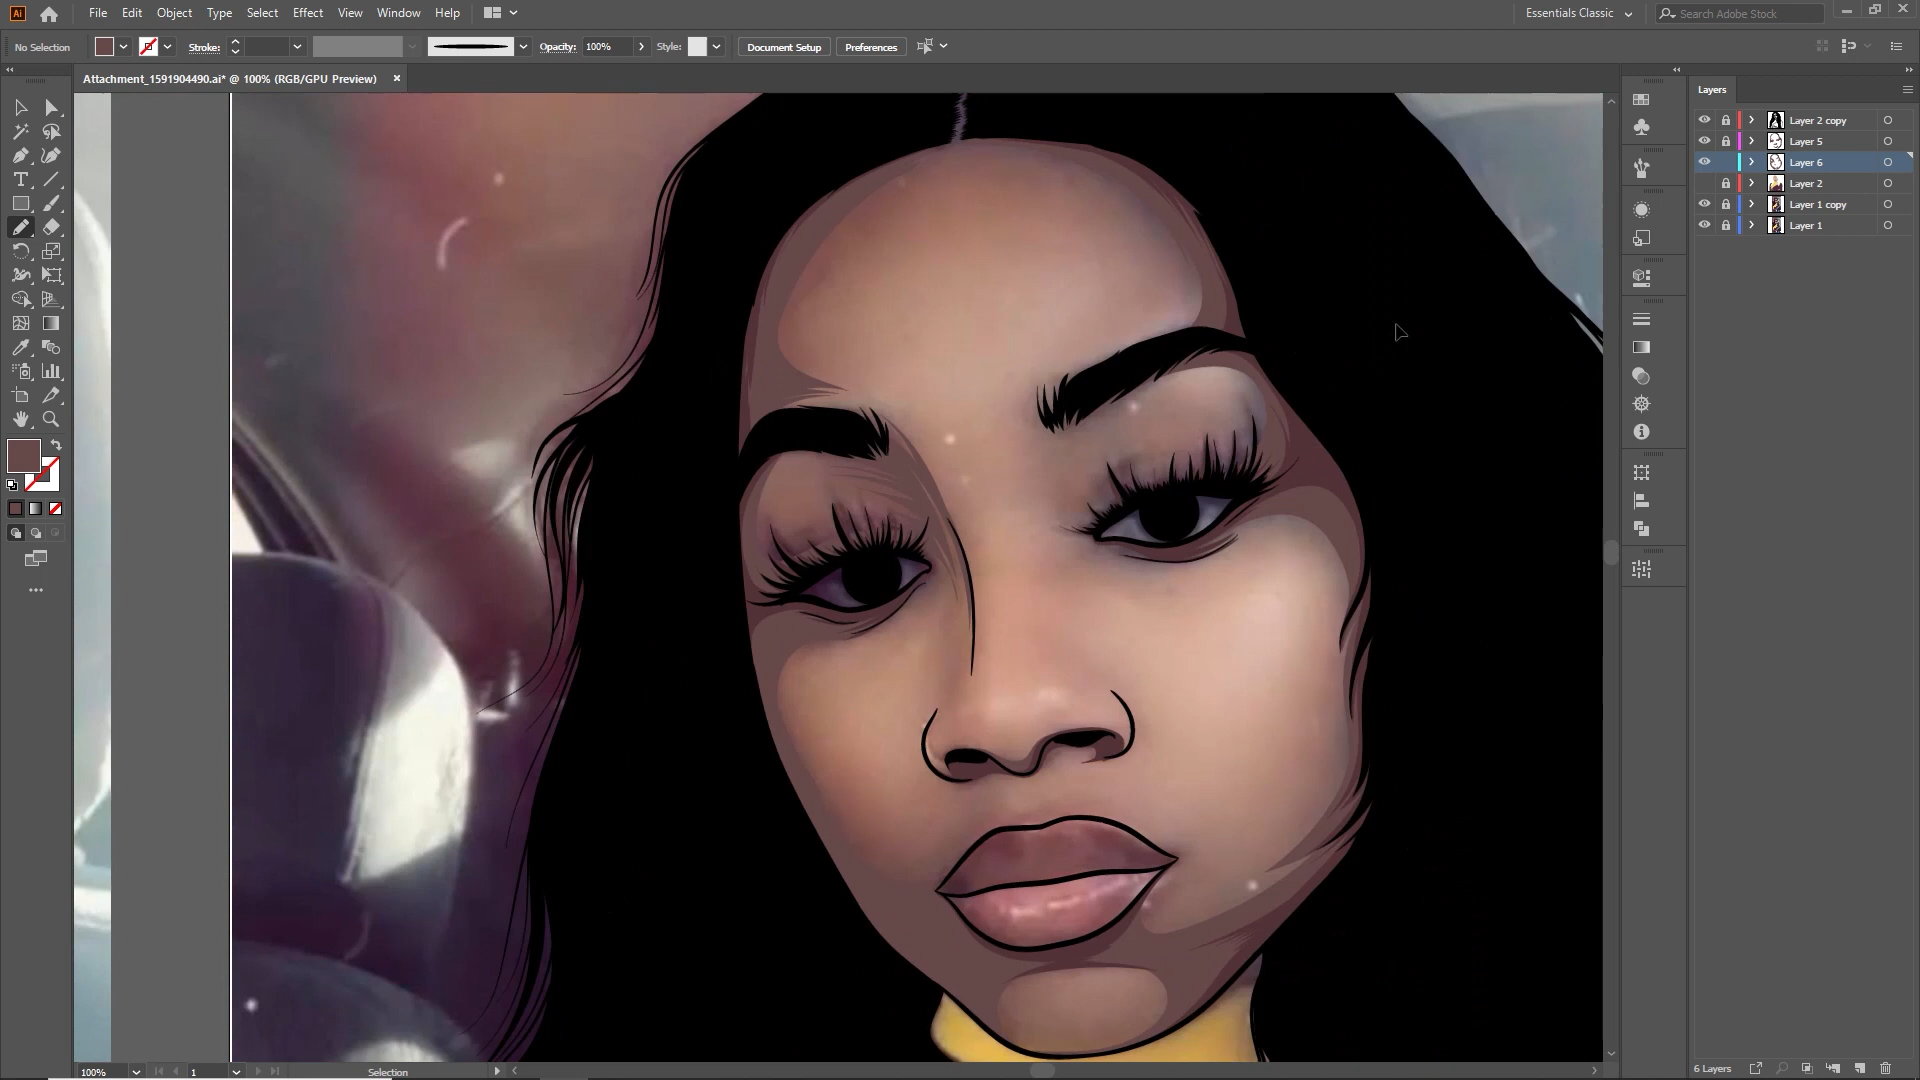 Ai File Edit Object Type Select Effect View Window Help Essentials Classic Search Adobe Stock
No Selection Stroke: Opacity: 100% Style: Document Setup Preferences
Attachment_1591904490.ai* @ 100% (RGB/GPU Preview) ×
Layers
Layer 2 copy
Layer 5
Layer 6
Layer 2
Layer 1 copy
Layer 1
100% 1 Selection 6 Layers